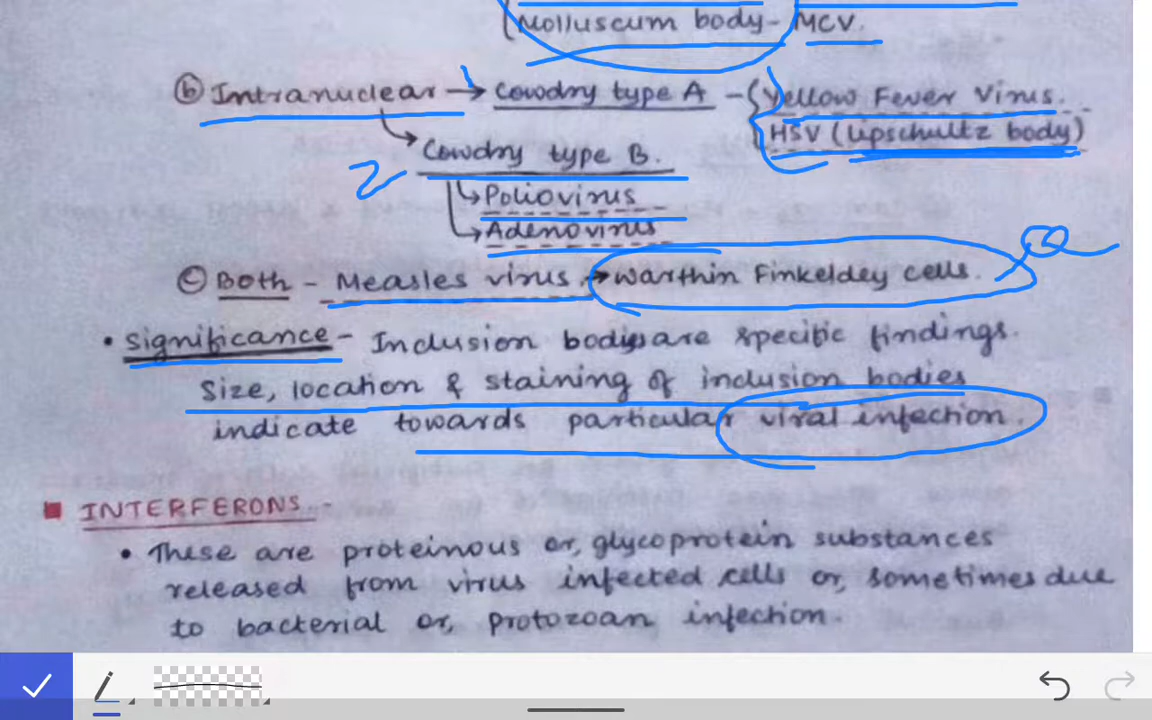 Molluscum body - MCV.
ⓑ Intranuclear → Cowdry type A - { Yellow Fever Virus.
HSV (Lipschultz body)
Cowdry type B.
↳ Poliovirus
↳ Adenovirus
ⓒ Both - Measles virus. → Warthin Finkeldey cells.
• Significance - Inclusion bodies are specific findings.
Size, location & staining of inclusion bodies
indicate towards particular viral infection.
■ INTERFERONS -
• These are proteinous or, glycoprotein substances
released from virus infected cells or, sometimes due
to bacterial or, protozoan infection.